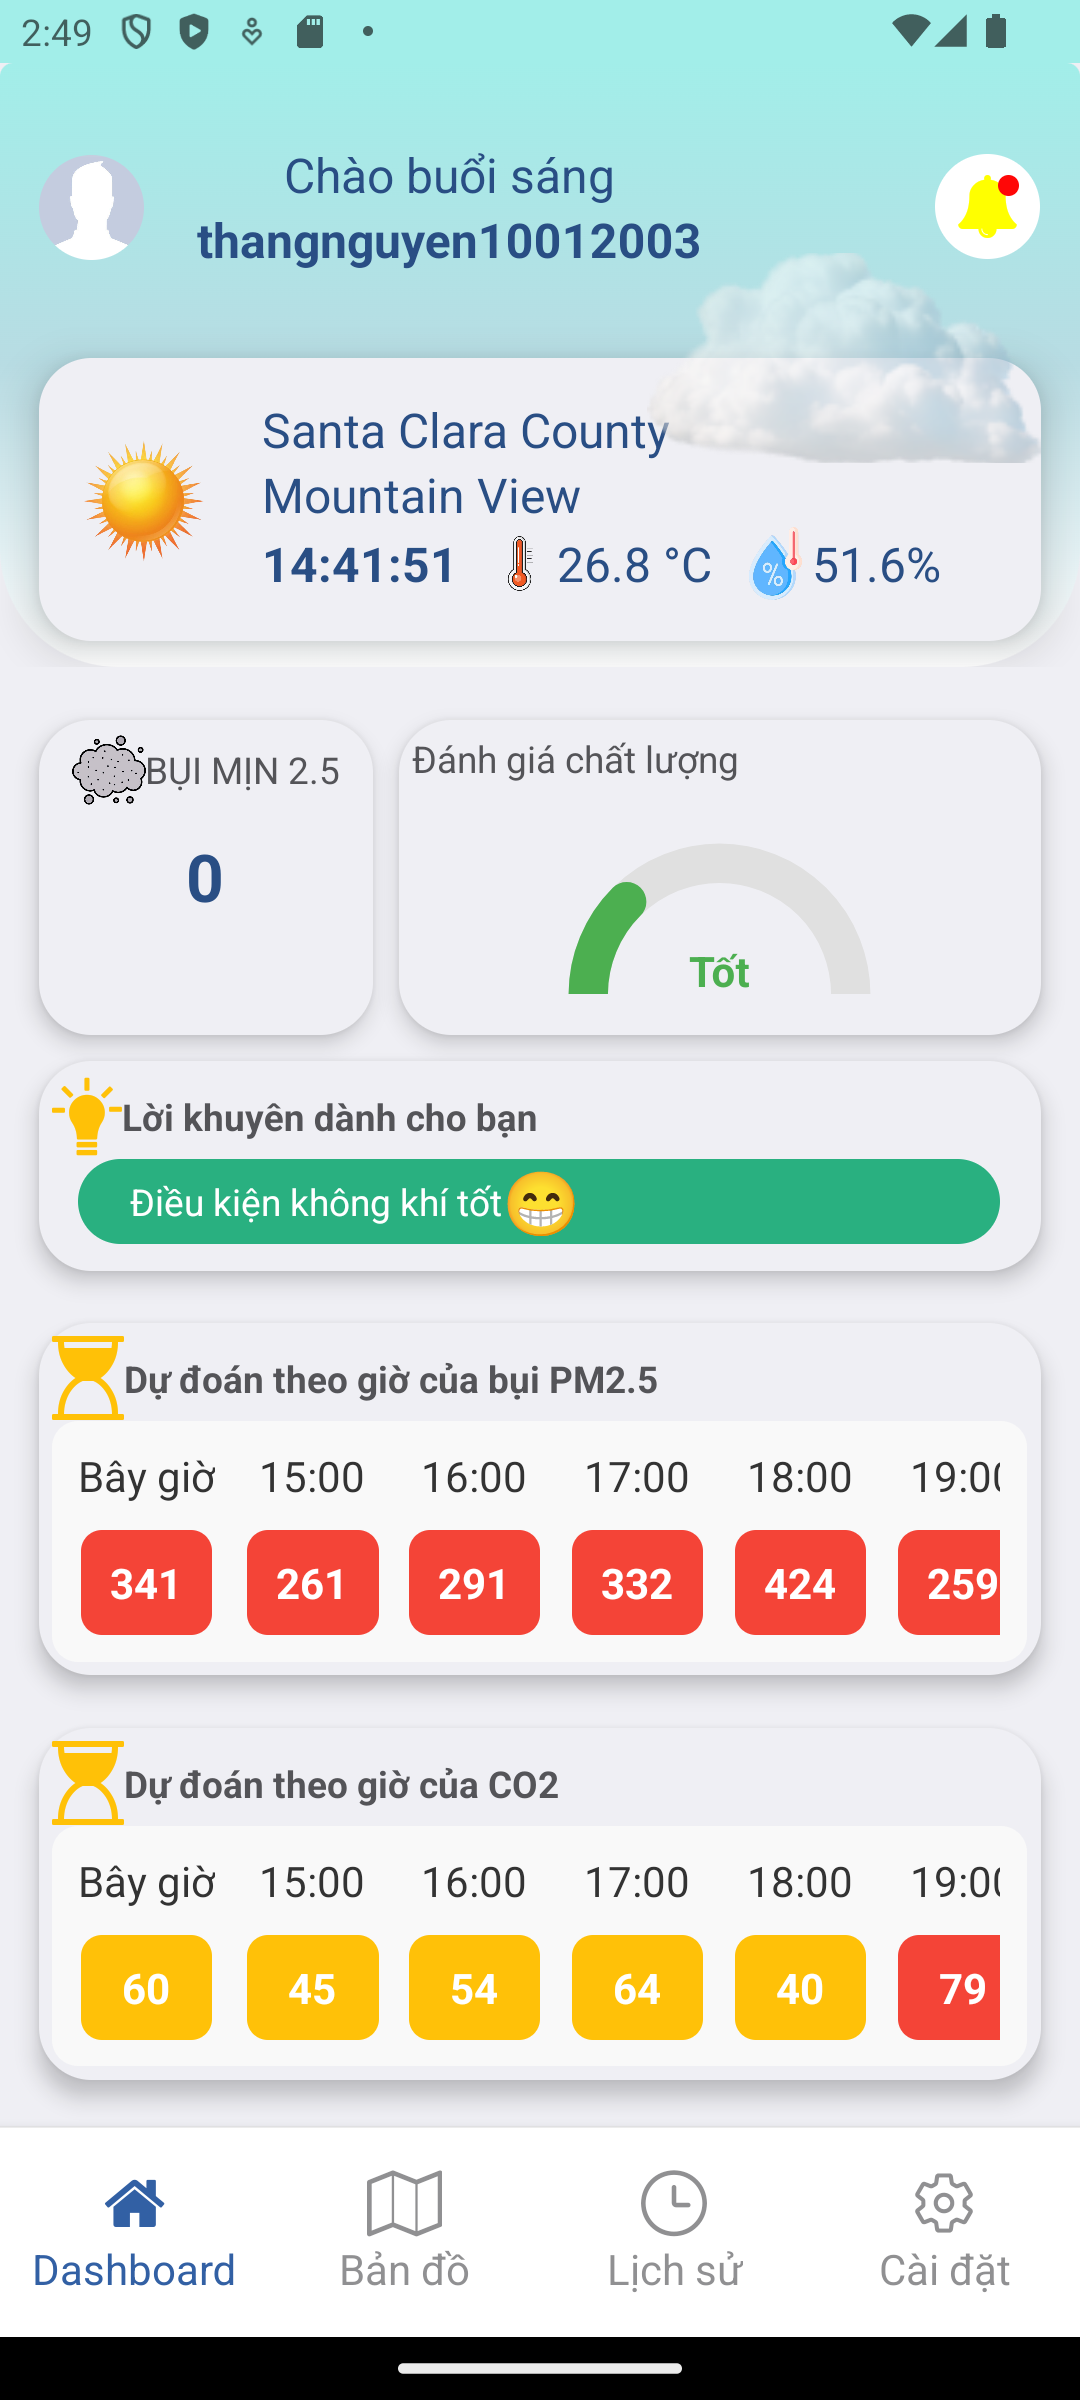 2:49
Chào buổi sáng
thangnguyen10012003
Santa Clara County
Mountain View
14:41:51 26.8 °C % 51.6%
BỤI MỊN 2.5
0
Đánh giá chất lượng
Tốt
Lời khuyên dành cho bạn
Điều kiện không khí tốt😁
Dự đoán theo giờ của bụi PM2.5
Bây giờ 15:00 16:00 17:00 18:00 19:00
341 261 291 332 424 259
Dự đoán theo giờ của CO2
Bây giờ 15:00 16:00 17:00 18:00 19:00
60 45 54 64 40 79
Dashboard Bản đồ Lịch sử Cài đặt